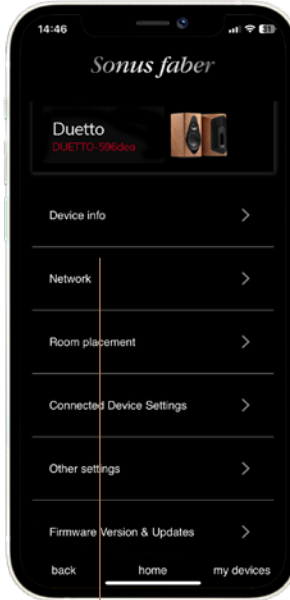 14:46
31
Sonus faber
Duetto
DUETTO-596dea
Device info
Network
Room placement
Connected Device Settings
Other settings
Firmware Version & Updates
back home my devices